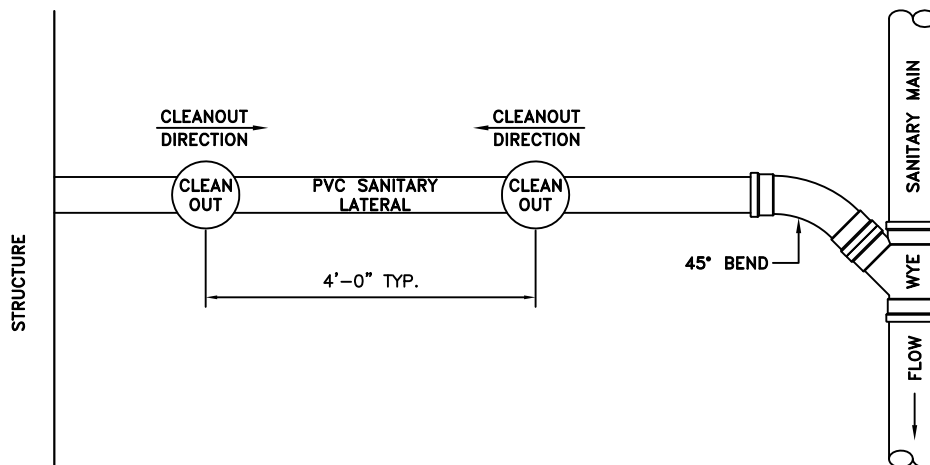 CLEANOUT
DIRECTION
CLEANOUT
DIRECTION
CLEAN
OUT
PVC SANITARY
LATERAL
CLEAN
OUT
4'-0" TYP.
45° BEND
STRUCTURE
SANITARY MAIN
WYE
FLOW